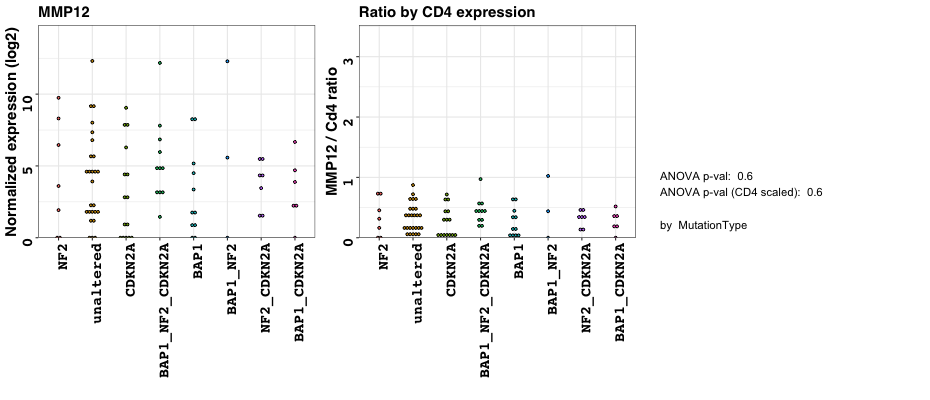 MMP12
Normalized expression (log2)
0
5
10
NF2
unaltered
CDKN2A
BAP1_NF2_CDKN2A
BAP1
BAP1_NF2
NF2_CDKN2A
BAP1_CDKN2A
Ratio by CD4 expression
MMP12 / Cd4 ratio
0
1
2
3
NF2
unaltered
CDKN2A
BAP1_NF2_CDKN2A
BAP1
BAP1_NF2
NF2_CDKN2A
BAP1_CDKN2A
ANOVA p-val: 0.6
ANOVA p-val (CD4 scaled): 0.6
by MutationType